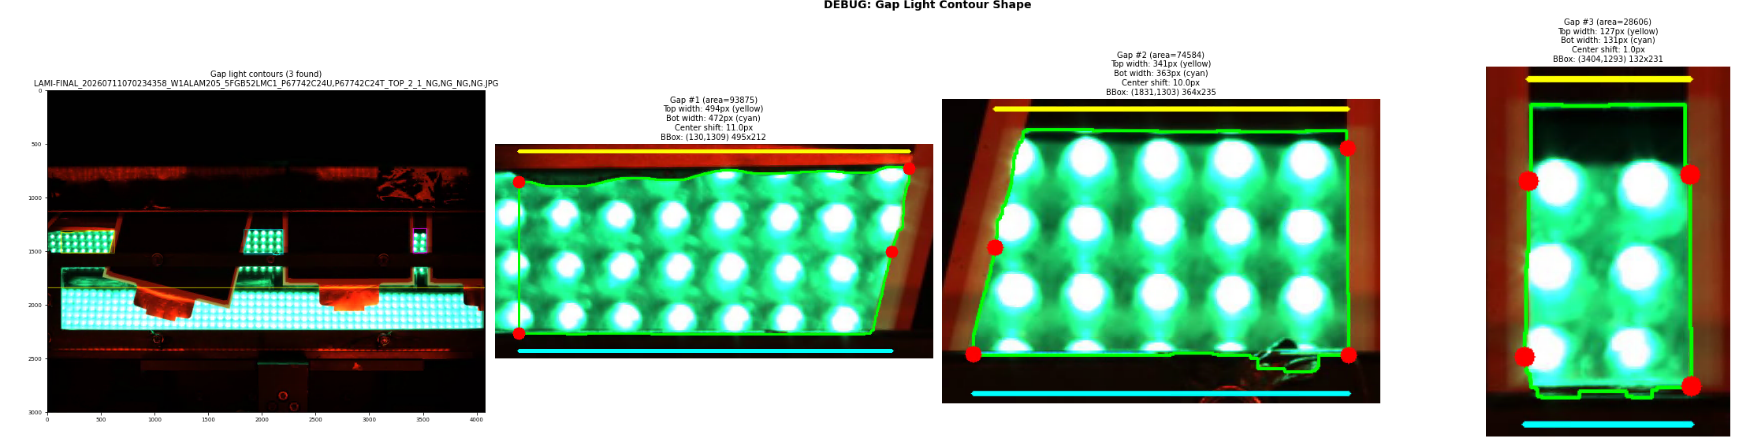 DEBUG: Gap Light Contour Shape
Gap light contours (3 found)
LAMI-FINAL_20260711070234358_W1ALAM205_5FGB52LMC1_P67742C24U,P67742C24T_TOP_2_1_NG,NG,NG,NG.JPG
0
500
1000
1500
2000
2500
3000
0
500
1000
1500
2000
2500
3000
3500
4000
Gap #1 (area=93875)
Top width: 494px (yellow)
Bot width: 472px (cyan)
Center shift: 11.0px
BBox: (130,1309) 495x212
Gap #2 (area=74584)
Top width: 341px (yellow)
Bot width: 363px (cyan)
Center shift: 10.0px
BBox: (1831,1303) 364x235
Gap #3 (area=28606)
Top width: 127px (yellow)
Bot width: 131px (cyan)
Center shift: 1.0px
BBox: (3404,1293) 132x231